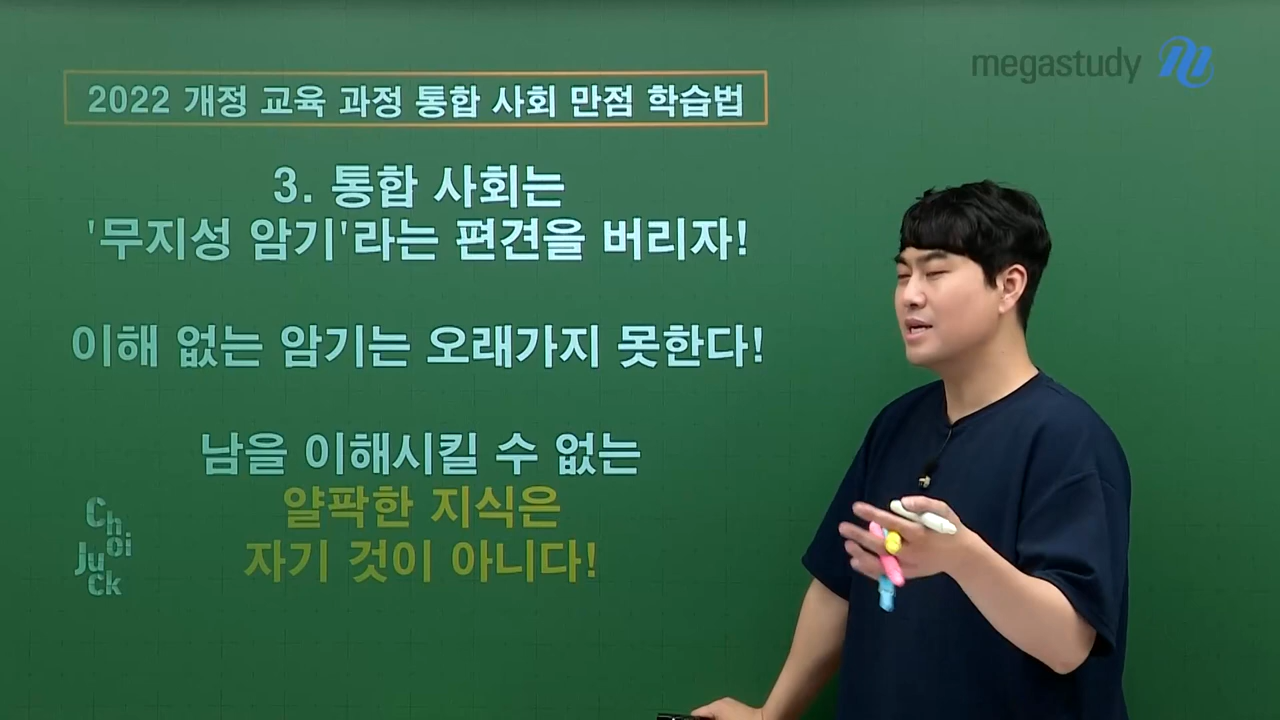 megastudy
2022 개정 교육 과정 통합 사회 만점 학습법
3. 통합 사회는
'무지성 암기'라는 편견을 버리자!
이해 없는 암기는 오래가지 못한다!
남을 이해시킬 수 없는
얄팍한 지식은
자기 것이 아니다!
Choi
Juck